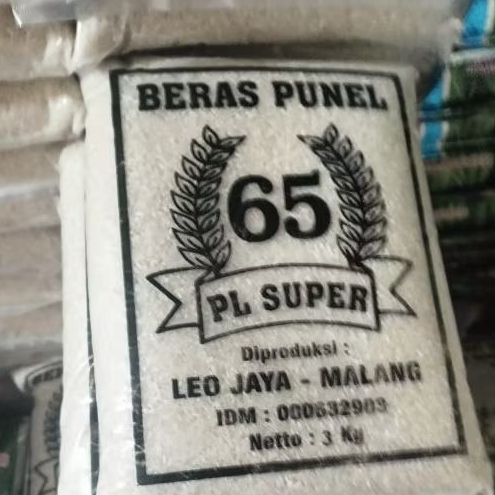 BERAS PUNEL
65
PL SUPER
Diproduksi :
LEO JAYA - MALANG
IDM : 000632903
Netto : 3 Kg